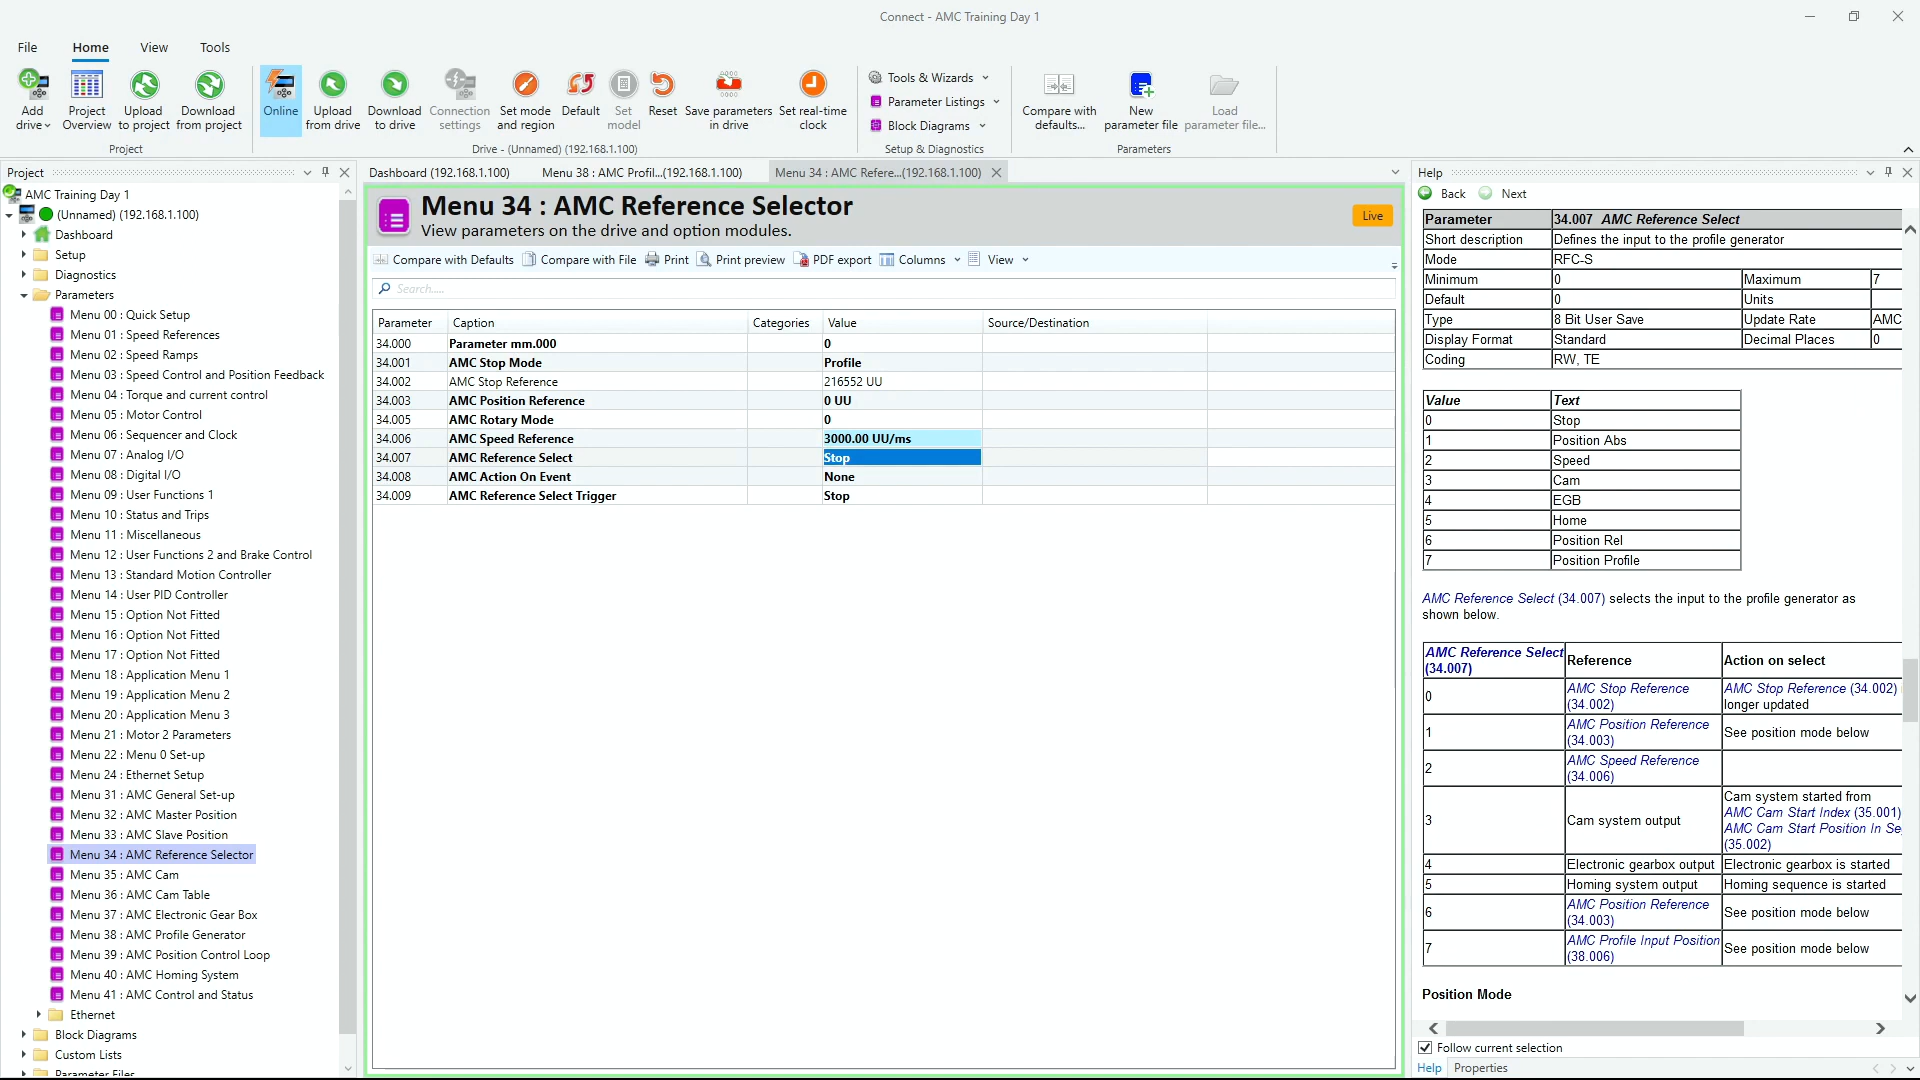 Connect - AMC Training Day 1
File Home View Tools
Add drive
Project Overview
Upload to project
Download from project
Online
Upload from drive
Download to drive
Connection settings
Set mode and region
Default
Set model
Reset
Save parameters in drive
Set real-time clock
Tools & Wizards
Parameter Listings
Block Diagrams
Compare with defaults...
New parameter file
Load parameter file...
Project
Drive - (Unnamed) (192.168.1.100)
Setup & Diagnostics
Parameters
Project
AMC Training Day 1
(Unnamed) (192.168.1.100)
Dashboard
Setup
Diagnostics
Parameters
Menu 00 : Quick Setup
Menu 01 : Speed References
Menu 02 : Speed Ramps
Menu 03 : Speed Control and Position Feedback
Menu 04 : Torque and current control
Menu 05 : Motor Control
Menu 06 : Sequencer and Clock
Menu 07 : Analog I/O
Menu 08 : Digital I/O
Menu 09 : User Functions 1
Menu 10 : Status and Trips
Menu 11 : Miscellaneous
Menu 12 : User Functions 2 and Brake Control
Menu 13 : Standard Motion Controller
Menu 14 : User PID Controller
Menu 15 : Option Not Fitted
Menu 16 : Option Not Fitted
Menu 17 : Option Not Fitted
Menu 18 : Application Menu 1
Menu 19 : Application Menu 2
Menu 20 : Application Menu 3
Menu 21 : Motor 2 Parameters
Menu 22 : Menu 0 Set-up
Menu 24 : Ethernet Setup
Menu 31 : AMC General Set-up
Menu 32 : AMC Master Position
Menu 33 : AMC Slave Position
Menu 34 : AMC Reference Selector
Menu 35 : AMC Cam
Menu 36 : AMC Cam Table
Menu 37 : AMC Electronic Gear Box
Menu 38 : AMC Profile Generator
Menu 39 : AMC Position Control Loop
Menu 40 : AMC Homing System
Menu 41 : AMC Control and Status
Ethernet
Block Diagrams
Custom Lists
Parameter Files
Dashboard (192.168.1.100)
Menu 38 : AMC Profil...(192.168.1.100)
Menu 34 : AMC Refere...(192.168.1.100)
Menu 34 : AMC Reference Selector
View parameters on the drive and option modules.
Live
Compare with Defaults Compare with File Print Print preview PDF export Columns View
Search.....
Parameter Caption Categories Value Source/Destination
34.000 Parameter mm.000 0
34.001 AMC Stop Mode Profile
34.002 AMC Stop Reference 216552 UU
34.003 AMC Position Reference 0 UU
34.005 AMC Rotary Mode 0
34.006 AMC Speed Reference 3000.00 UU/ms
34.007 AMC Reference Select Stop
34.008 AMC Action On Event None
34.009 AMC Reference Select Trigger Stop
Help
Back Next
Parameter 34.007 AMC Reference Select
Short description Defines the input to the profile generator
Mode RFC-S
Minimum 0 Maximum 7
Default 0 Units
Type 8 Bit User Save Update Rate AMC
Display Format Standard Decimal Places 0
Coding RW, TE
Value Text
0 Stop
1 Position Abs
2 Speed
3 Cam
4 EGB
5 Home
6 Position Rel
7 Position Profile
AMC Reference Select (34.007) selects the input to the profile generator as
shown below.
AMC Reference Select (34.007) Reference Action on select
0 AMC Stop Reference (34.002) AMC Stop Reference (34.002) longer updated
1 AMC Position Reference (34.003) See position mode below
2 AMC Speed Reference (34.006)
3 Cam system output Cam system started from AMC Cam Start Index (35.001) AMC Cam Start Position In Se (35.002)
4 Electronic gearbox output Electronic gearbox is started
5 Homing system output Homing sequence is started
6 AMC Position Reference (34.003) See position mode below
7 AMC Profile Input Position (38.006) See position mode below
Position Mode
Follow current selection
Help Properties